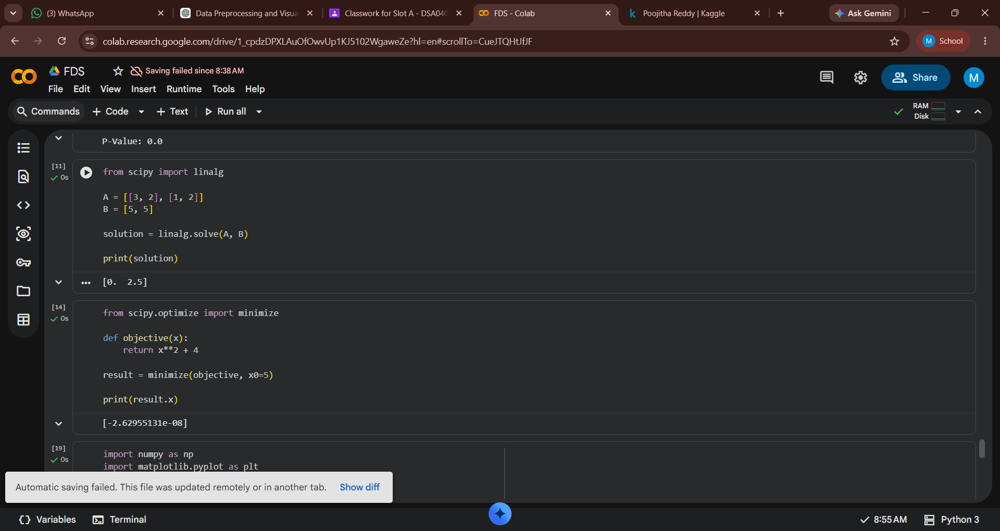 (3) WhatsApp
Data Preprocessing and Visua
Classwork for Slot A - DSA040
FDS - Colab
Poojitha Reddy | Kaggle
Ask Gemini
colab.research.google.com/drive/1_cpdzDPXLAuOfOwvUp1KJ5102WgaweZe?hl=en#scrollTo=CueJTQHtJfJF
M School
FDS
Saving failed since 8:38 AM
File Edit View Insert Runtime Tools Help
Share
M
Commands + Code + Text Run all
RAM
Disk
P-Value: 0.0
[11]
0s
from scipy import linalg
A = [[3, 2], [1, 2]]
B = [5, 5]
solution = linalg.solve(A, B)
print(solution)
[0.  2.5]
[14]
0s
from scipy.optimize import minimize
def objective(x):
    return x**2 + 4
result = minimize(objective, x0=5)
print(result.x)
[-2.62955131e-08]
[19]
0s
import numpy as np
import matplotlib.pyplot as plt
Automatic saving failed. This file was updated remotely or in another tab. Show diff
{} Variables Terminal
8:55 AM Python 3